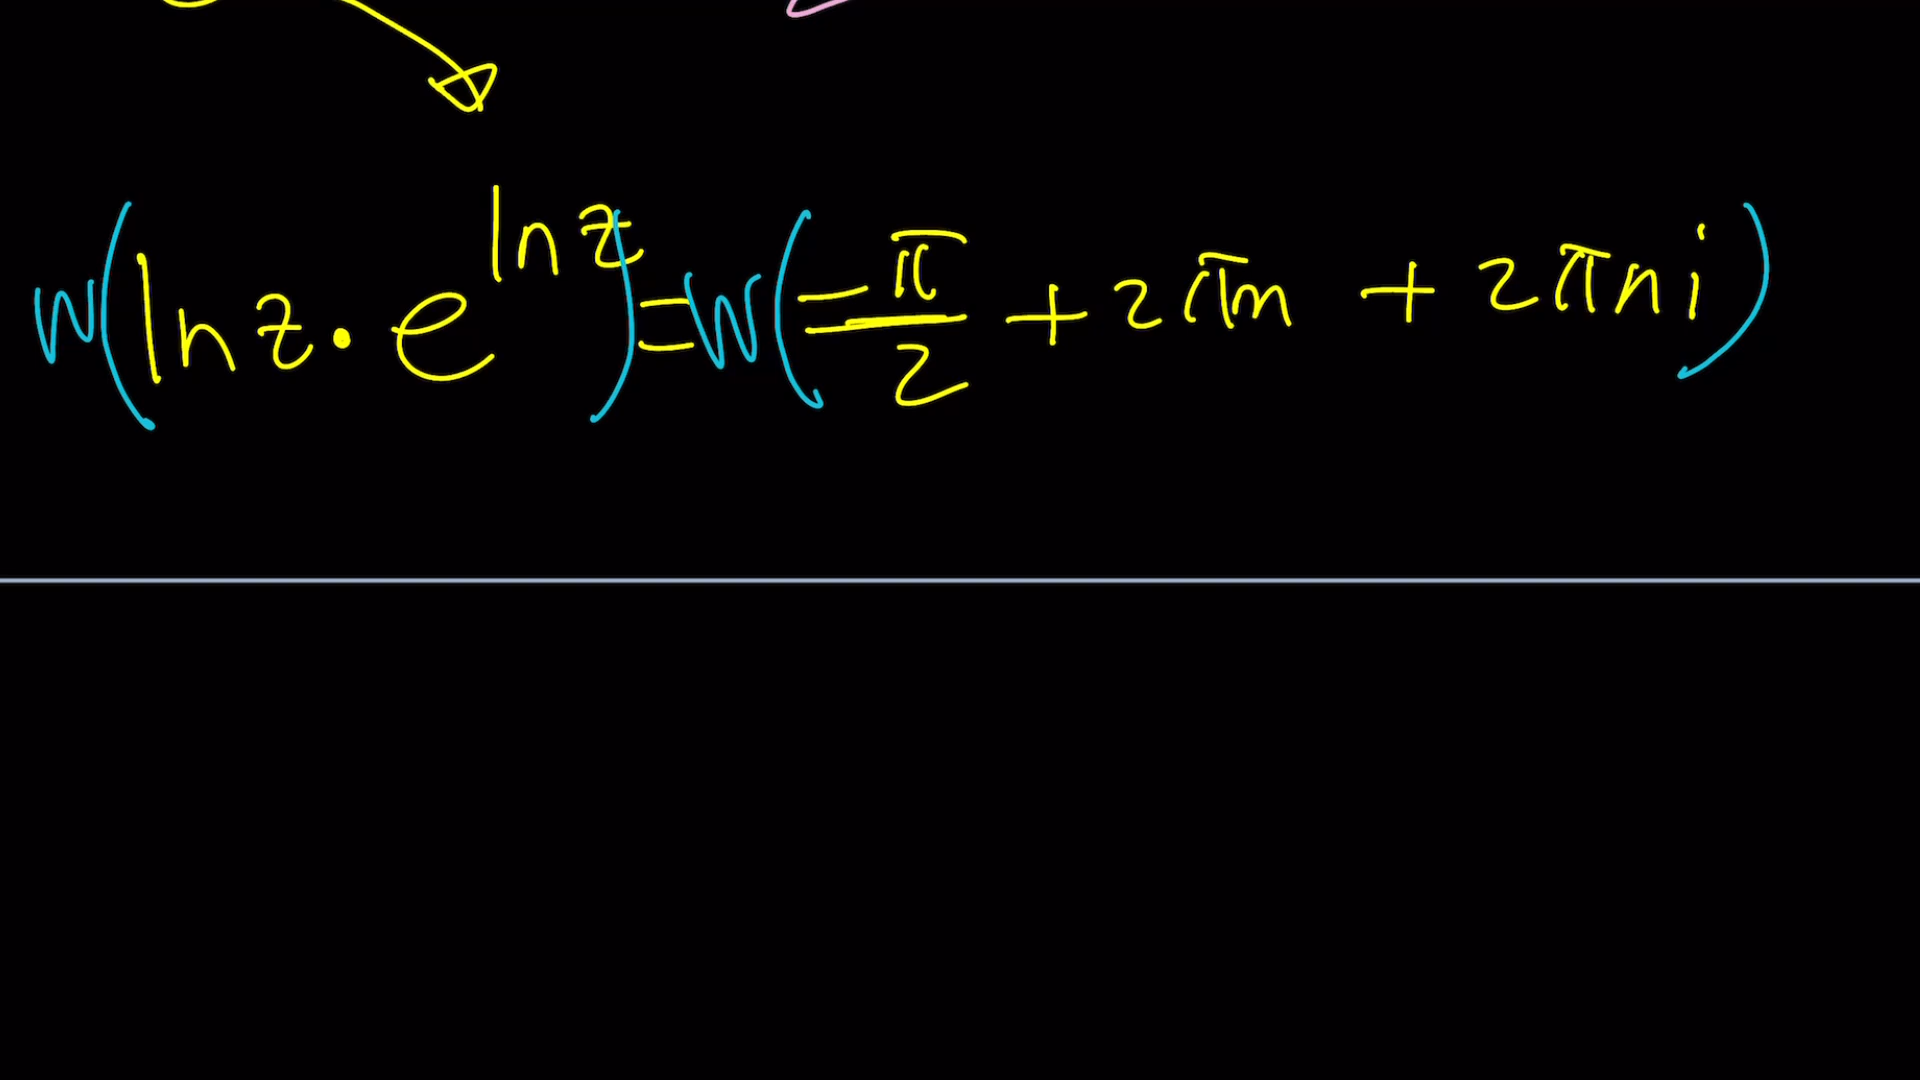 W(ln z · e^{ln z}) = W(-π/2 + 2πm + 2πni)